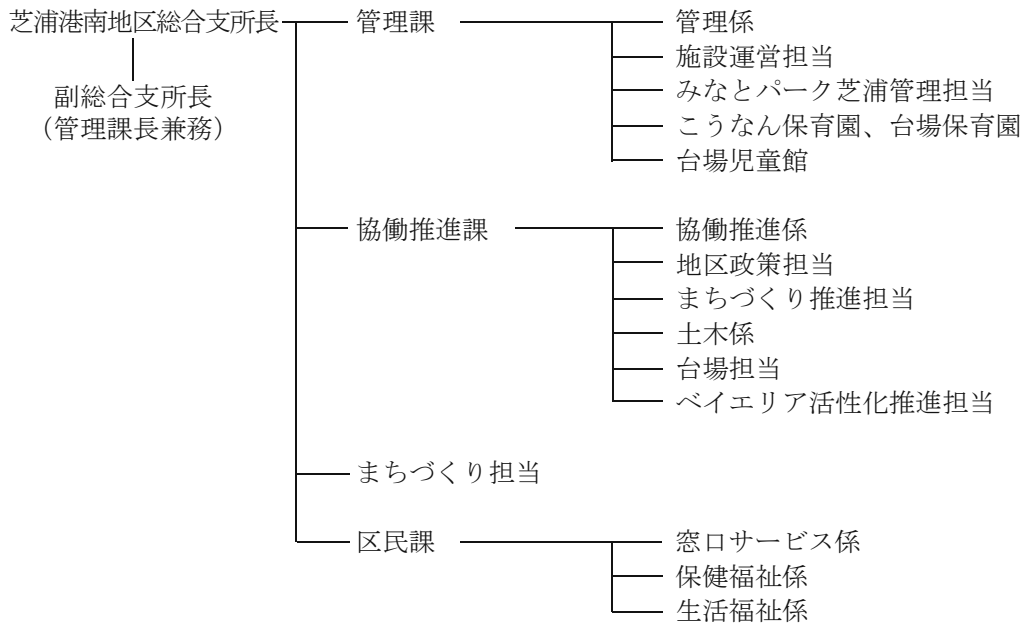 芝浦港南地区総合支所長
副総合支所長
（管理課長兼務）
管理課
管理係
施設運営担当
みなとパーク芝浦管理担当
こうなん保育園、台場保育園
台場児童館
協働推進課
協働推進係
地区政策担当
まちづくり推進担当
土木係
台場担当
ベイエリア活性化推進担当
まちづくり担当
区民課
窓口サービス係
保健福祉係
生活福祉係